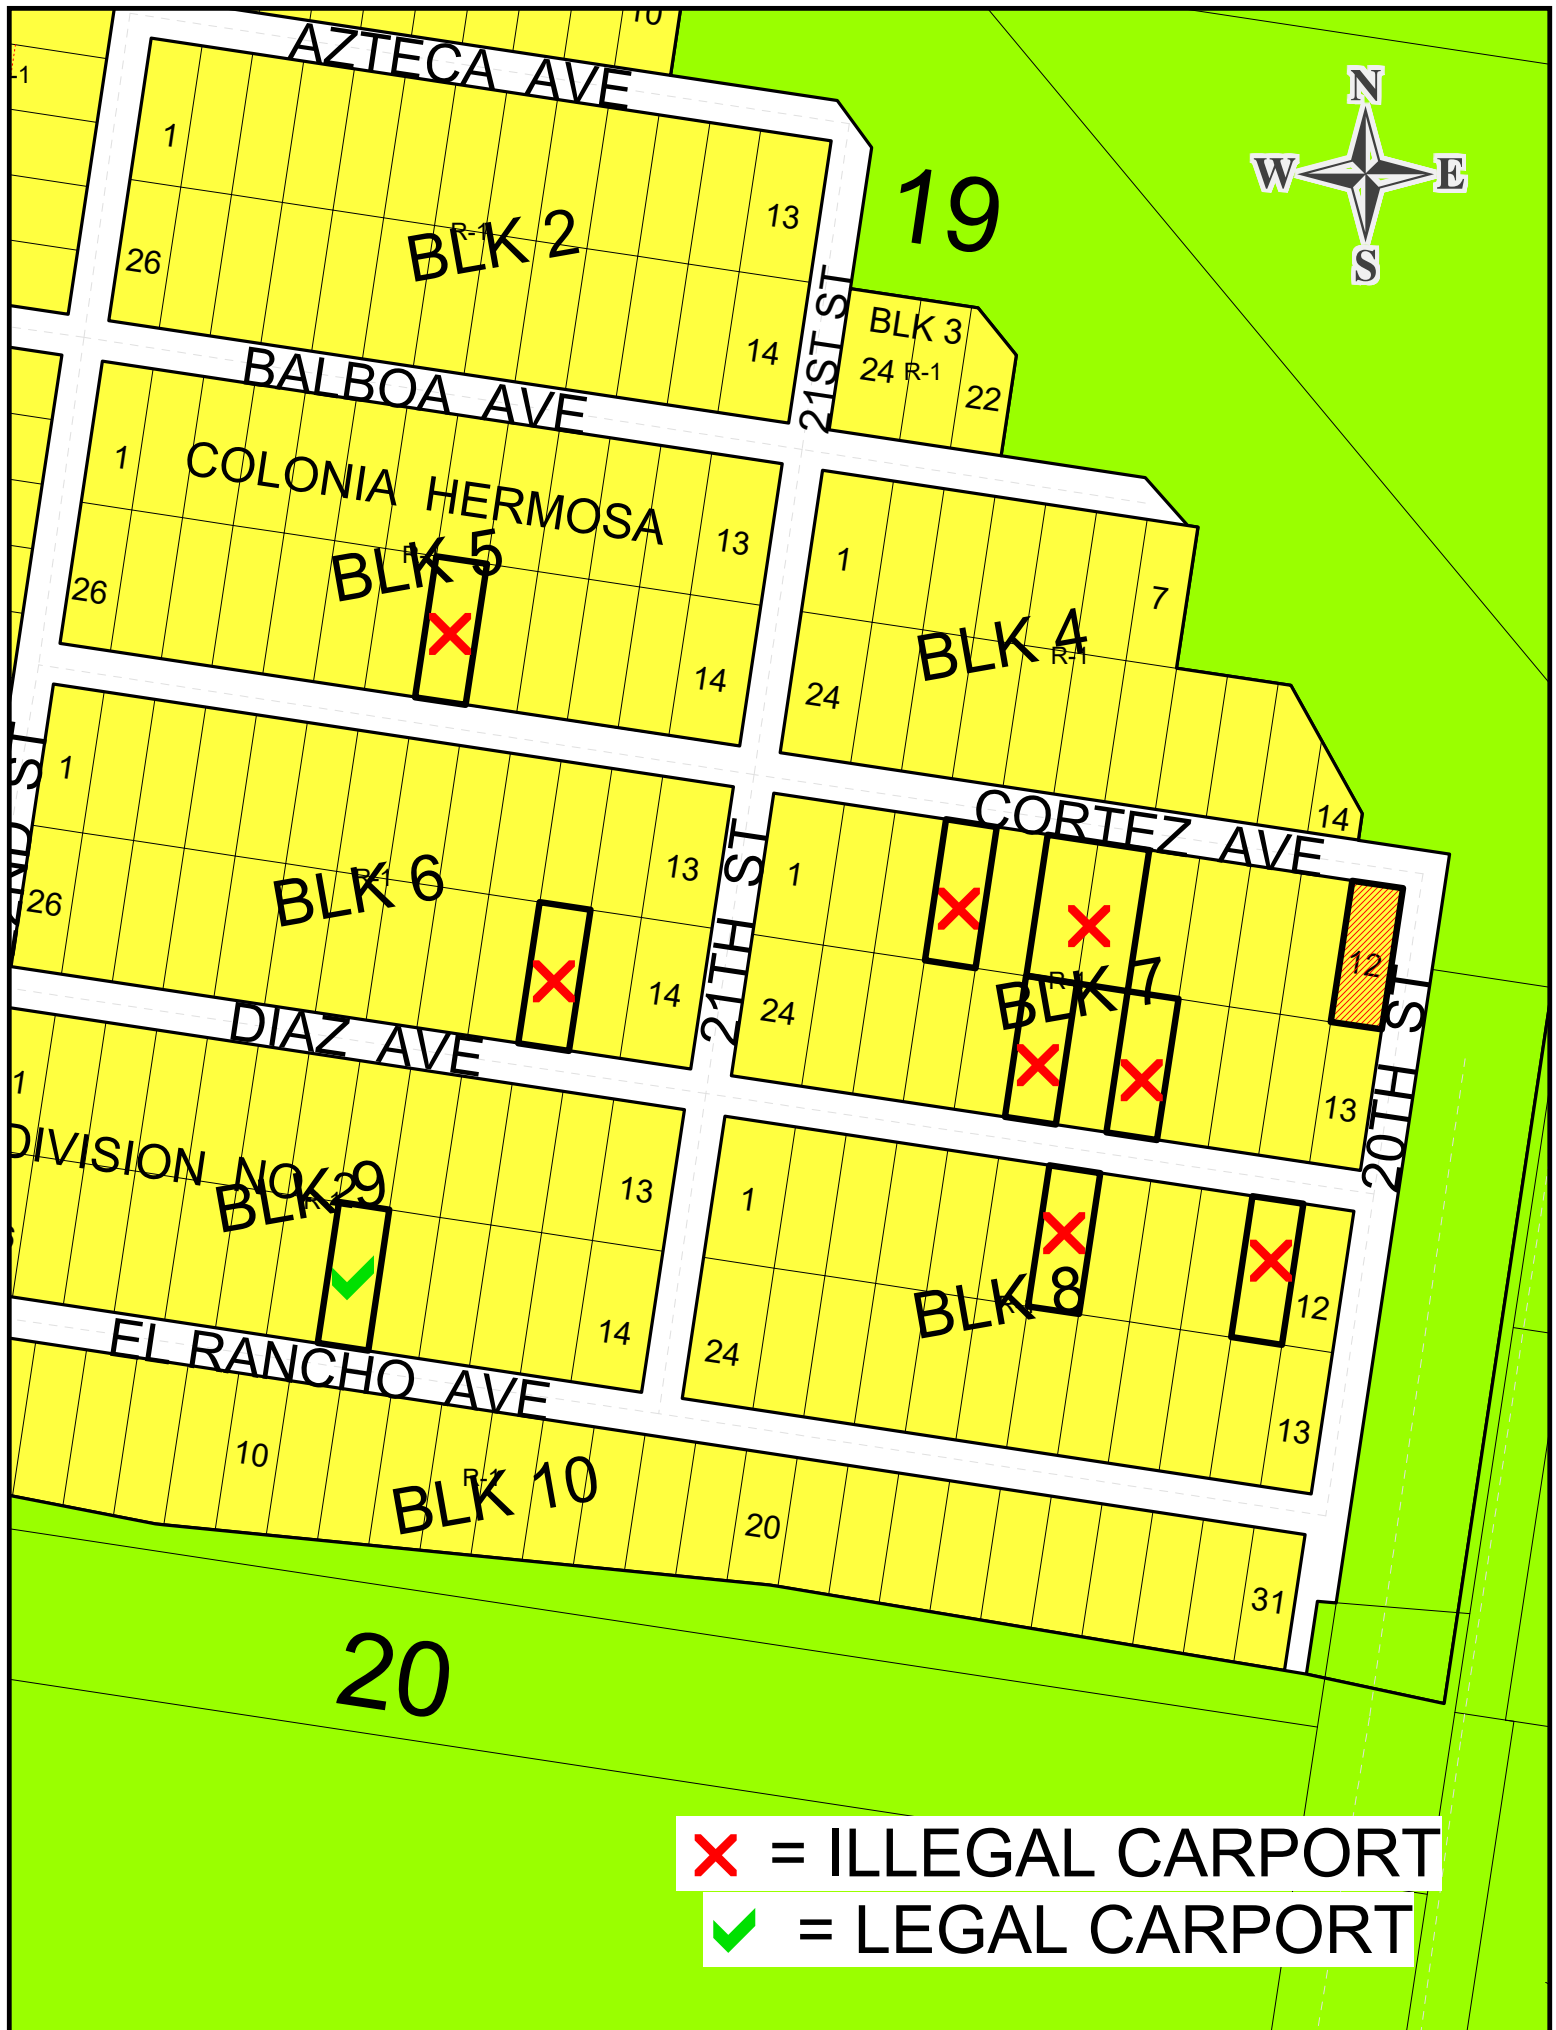 10
AZTECA AVE
-1
N
W
E
S
1
13
R-1
BLK 2
26
14
19
21ST ST
BLK 3
24
R-1
22
BALBOA AVE
1
COLONIA HERMOSA
13
BLK 5
26
14
1
7
BLK 4
R-1
24
14
CORTEZ AVE
1
13
R-1
BLK 6
26
14
21TH ST
1
12
R-1
BLK 7
24
13
20TH ST
DIAZ AVE
1
DIVISION NO. 2
13
BLK 9
14
1
12
BLK 8
24
13
EL RANCHO AVE
10
R-1
BLK 10
20
31
20
= ILLEGAL CARPORT
= LEGAL CARPORT